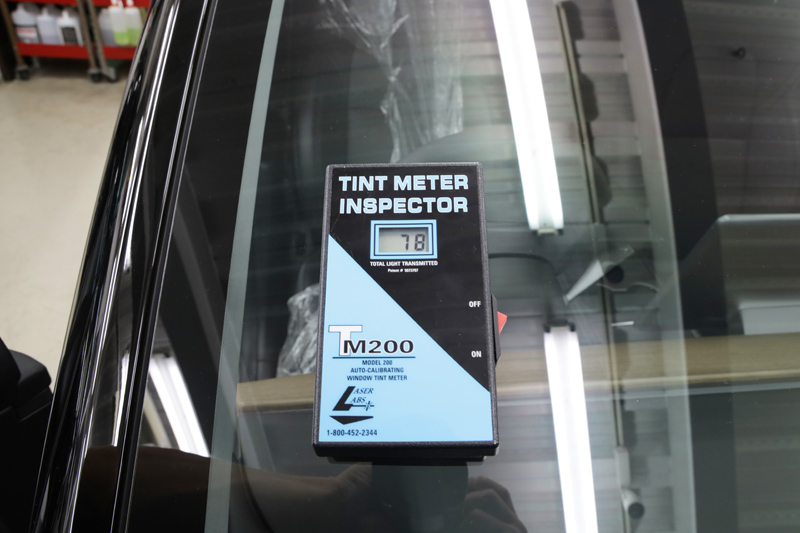 TINT METER
INSPECTOR
78
TOTAL LIGHT TRANSMITTED
OFF
ON
TM200
MODEL 200
AUTO-CALIBRATING
WINDOW TINT METER
LASER
LABS
1-800-452-2344